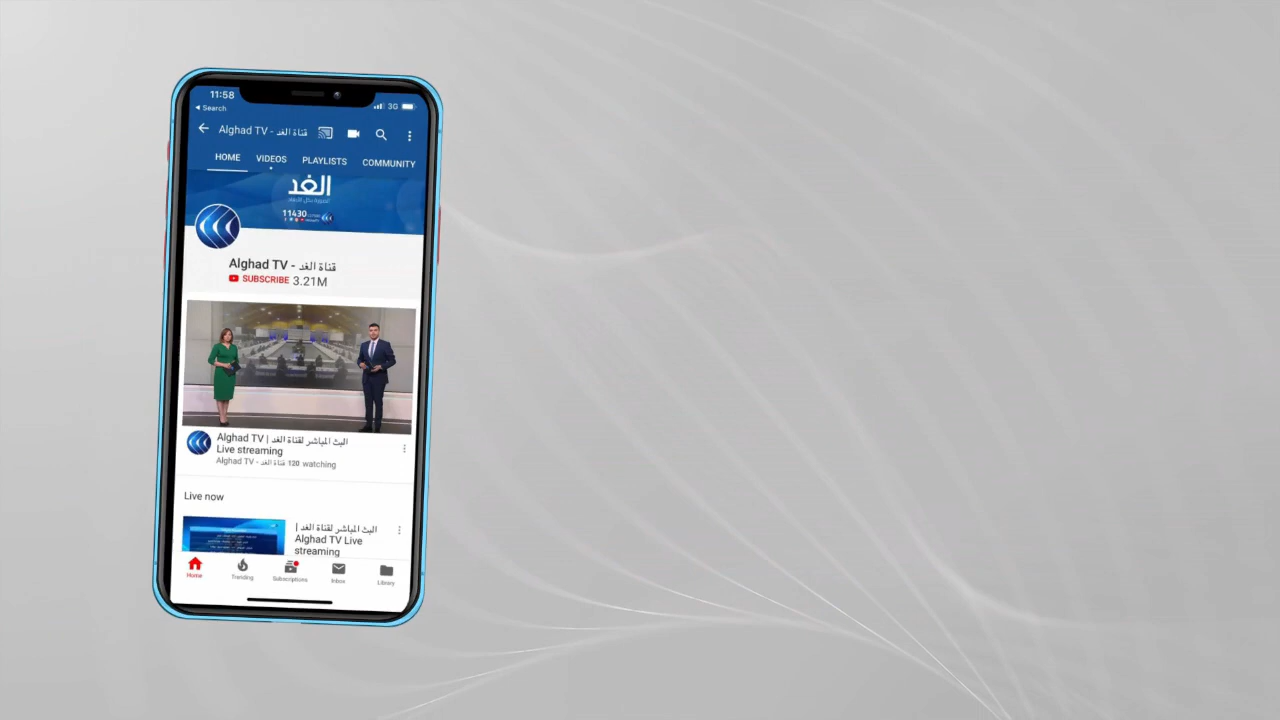 11:58
3G
Search
Alghad TV - قناة الغد
HOME VIDEOS PLAYLISTS COMMUNITY
الغد
11430
Alghad TV - قناة الغد
SUBSCRIBE 3.21M
Alghad TV | البث المباشر لقناة الغد
Live streaming
Alghad TV - قناة الغد 120 watching
Live now
البث المباشر لقناة الغد |
Alghad TV Live
streaming
Home Trending Subscriptions Inbox Library